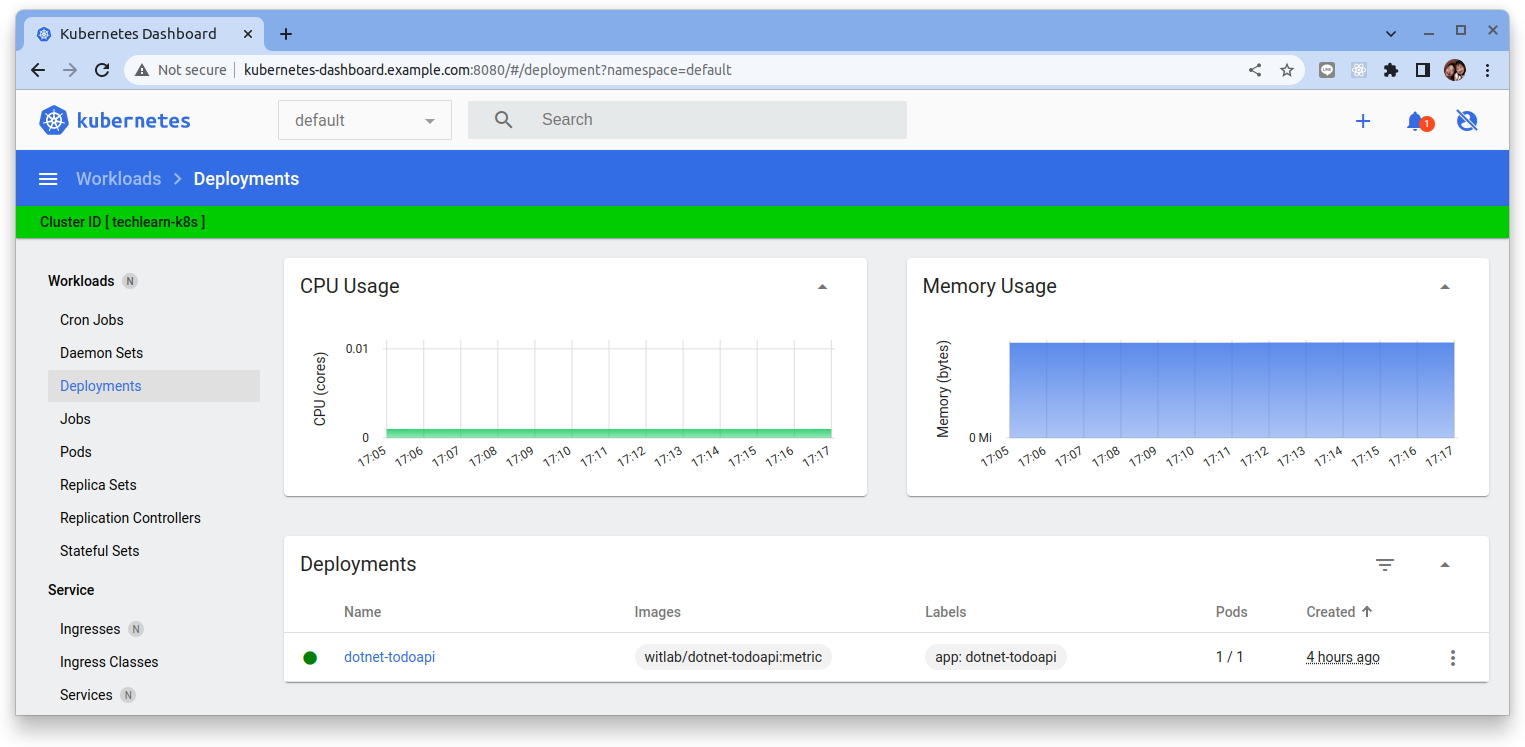 Kubernetes Dashboard
Not secure kubernetes-dashboard.example.com:8080/#/deployment?namespace=default
kubernetes default Search 1
Workloads Deployments
Cluster ID [ techlearn-k8s ]
Workloads N
Cron Jobs
Daemon Sets
Deployments
Jobs
Pods
Replica Sets
Replication Controllers
Stateful Sets
Service
Ingresses N
Ingress Classes
Services N
CPU Usage
CPU (cores)
0.01
0
17:05 17:06 17:07 17:08 17:09 17:10 17:11 17:12 17:13 17:14 17:15 17:16 17:17
Memory Usage
Memory (bytes)
0 Mi
17:05 17:06 17:07 17:08 17:09 17:10 17:11 17:12 17:13 17:14 17:15 17:16 17:17
Deployments
Name Images Labels Pods Created
dotnet-todoapi witlab/dotnet-todoapi:metric app: dotnet-todoapi 1 / 1 4 hours ago